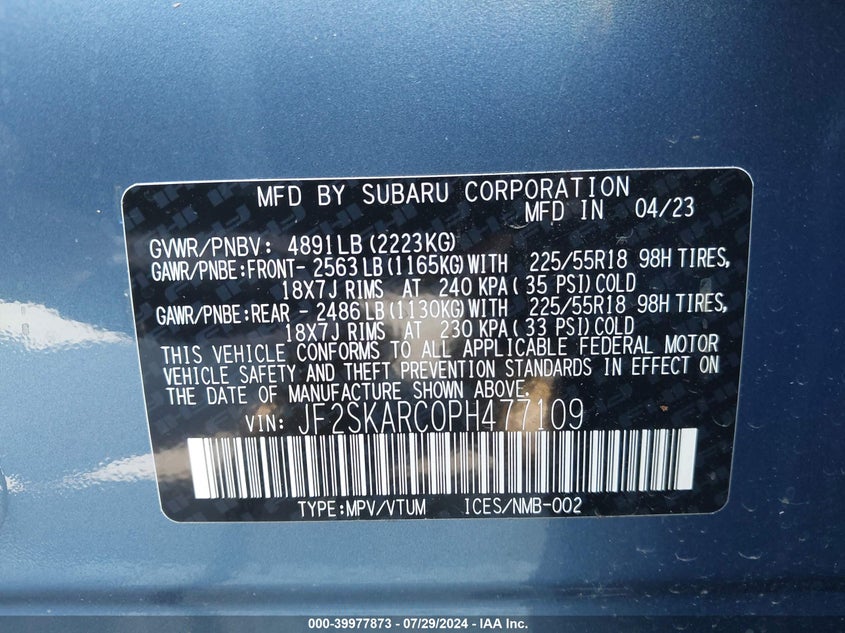 MFD BY SUBARU CORPORATION
MFD IN 04/23
GVWR/PNBV: 4891LB(2223KG)
GAWR/PNBE:FRONT- 2563LB(1165KG)WITH 225/55R18 98H TIRES,
18X7J RIMS AT 240 KPA( 35 PSI)COLD
GAWR/PNBE:REAR - 2486LB(1130KG)WITH 225/55R18 98H TIRES,
18X7J RIMS AT 230 KPA( 33 PSI)COLD
THIS VEHICLE CONFORMS TO ALL APPLICABLE FEDERAL MOTOR
VEHICLE SAFETY AND THEFT PREVENTION STANDARDS IN EFFECT ON
THE DATE OF MANUFACTURE SHOWN ABOVE.
VIN: JF2SKARC0PH477109
TYPE:MPV/VTUM ICES/NMB-002
000-39977873 - 07/29/2024 - IAA Inc.